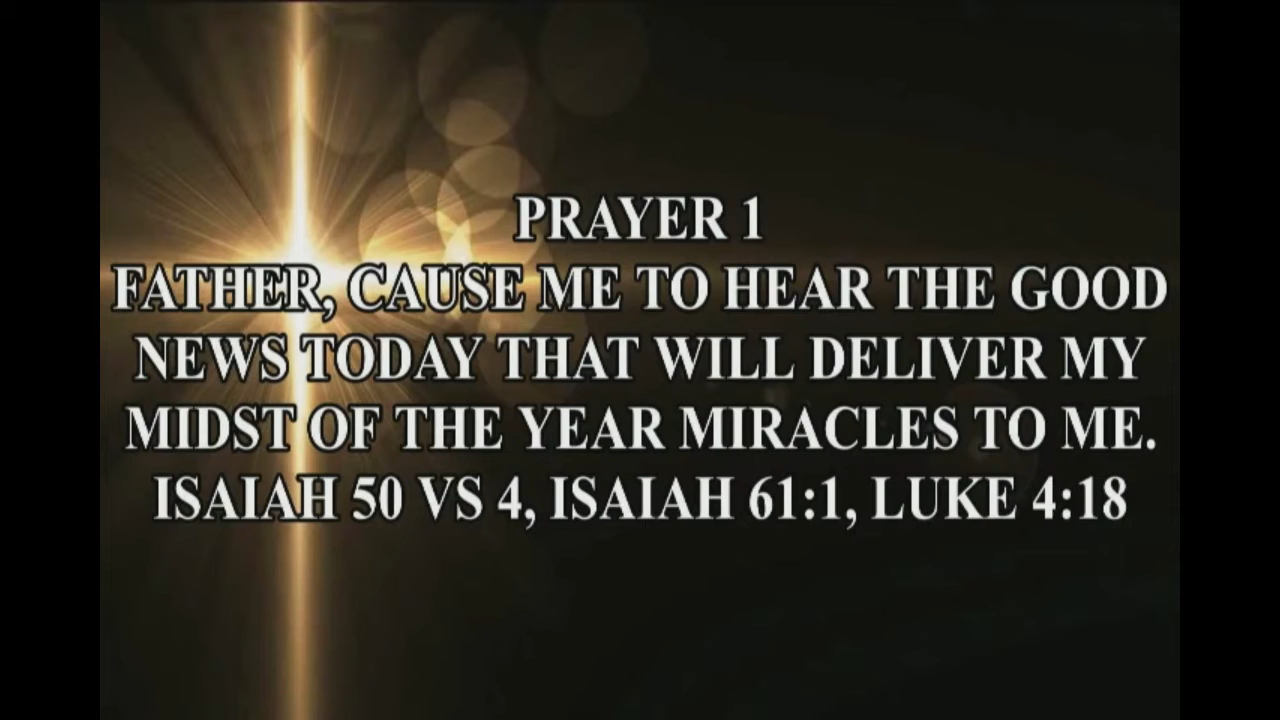 PRAYER 1
FATHER, CAUSE ME TO HEAR THE GOOD
NEWS TODAY THAT WILL DELIVER MY
MIDST OF THE YEAR MIRACLES TO ME.
ISAIAH 50 VS 4, ISAIAH 61:1, LUKE 4:18